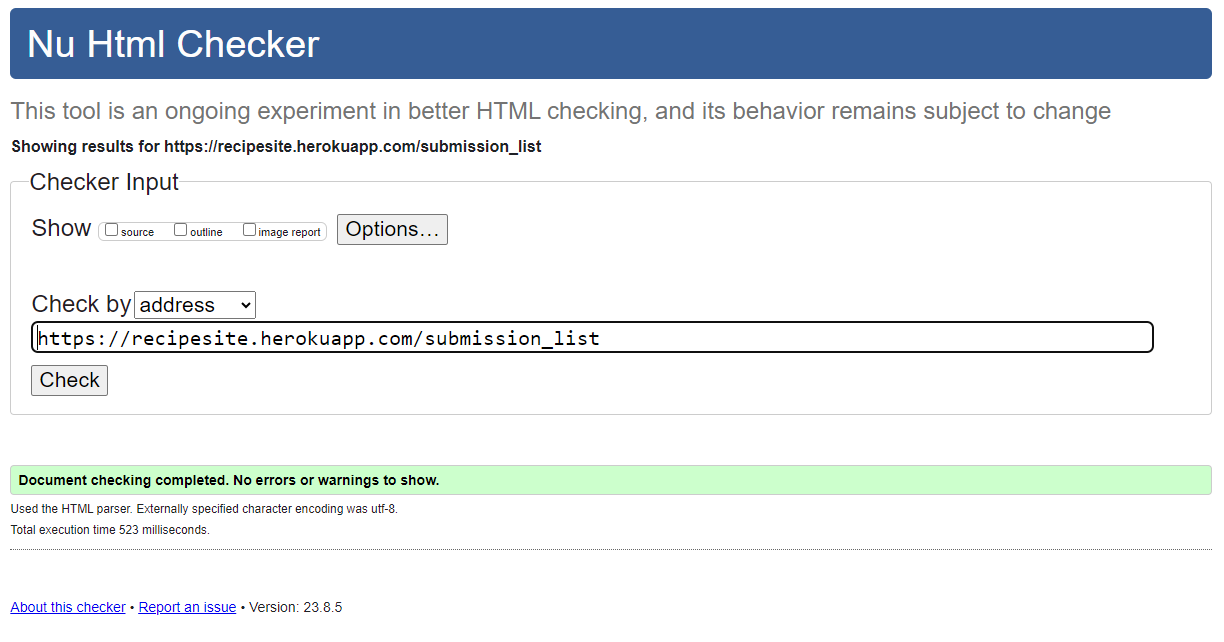 Nu Html Checker
This tool is an ongoing experiment in better HTML checking, and its behavior remains subject to change
Showing results for https://recipesite.herokuapp.com/submission_list
Checker Input
Show source outline image report Options...
Check by address
https://recipesite.herokuapp.com/submission_list
Check
Document checking completed. No errors or warnings to show.
Used the HTML parser. Externally specified character encoding was utf-8.
Total execution time 523 milliseconds.
About this checker • Report an issue • Version: 23.8.5